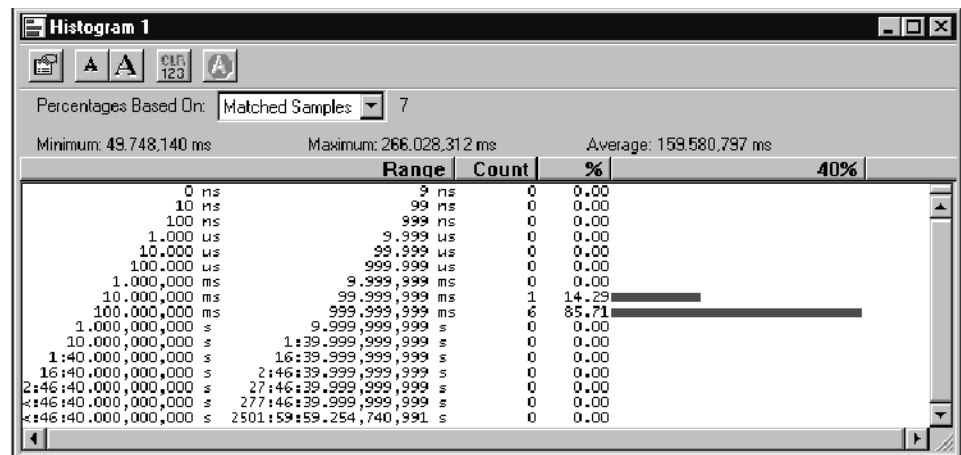 Histogram 1
A A CLR 123 A
Percentages Based On: Matched Samples 7
Minimum: 49.748,140 ms Maximum: 266.028,312 ms Average: 159.580,797 ms
Range Count % 40%
0 ns 9 ns 0 0.00
10 ns 99 ns 0 0.00
100 ns 999 ns 0 0.00
1.000 us 9.999 us 0 0.00
10.000 us 99.999 us 0 0.00
100.000 us 999.999 us 0 0.00
1.000,000 ms 9.999,999 ms 0 0.00
10.000,000 ms 99.999,999 ms 1 14.29
100.000,000 ms 999.999,999 ms 6 85.71
1.000,000,000 s 9.999,999,999 s 0 0.00
10.000,000,000 s 1:39.999,999,999 s 0 0.00
1:40.000,000,000 s 16:39.999,999,999 s 0 0.00
16:40.000,000,000 s 2:46:39.999,999,999 s 0 0.00
2:46:40.000,000,000 s 27:46:39.999,999,999 s 0 0.00
<:46:40.000,000,000 s 277:46:39.999,999,999 s 0 0.00
<:46:40.000,000,000 s 2501:59:59.254,740,991 s 0 0.00